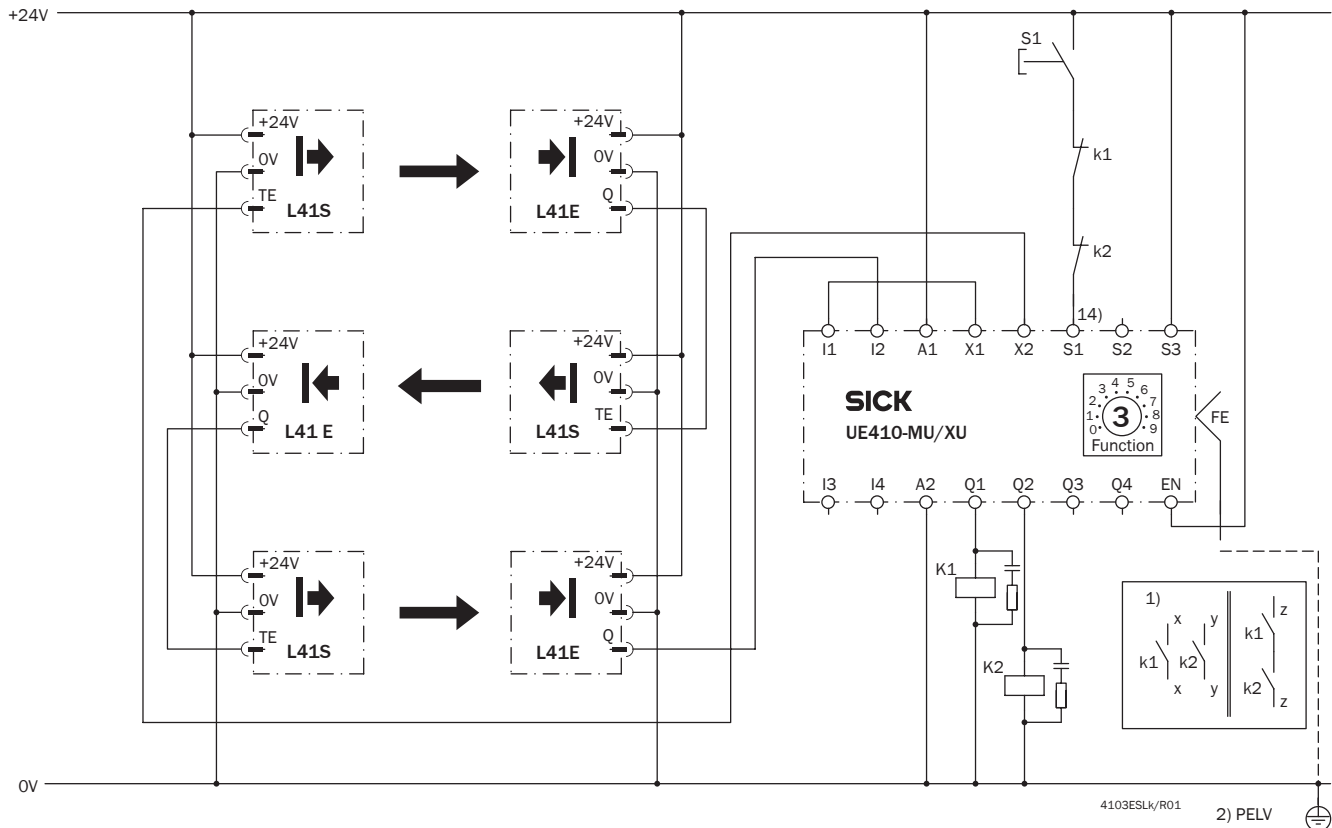 +24V
S1
k1
k2
+24V
0V
TE
L41S
+24V
0V
Q
L41E
+24V
0V
Q
L41 E
+24V
0V
TE
L41S
+24V
0V
TE
L41S
+24V
0V
Q
L41E
14)
I1 I2 A1 X1 X2 S1 S2 S3
SICK
UE410-MU/XU
0 1 2 3 4 5 6 7 8 9
3
Function
FE
I3 I4 A2 Q1 Q2 Q3 Q4 EN
K1
K2
1)
x y z
k1 k2 k1
x y k2 z
0V
4103ESLk/R01
2) PELV